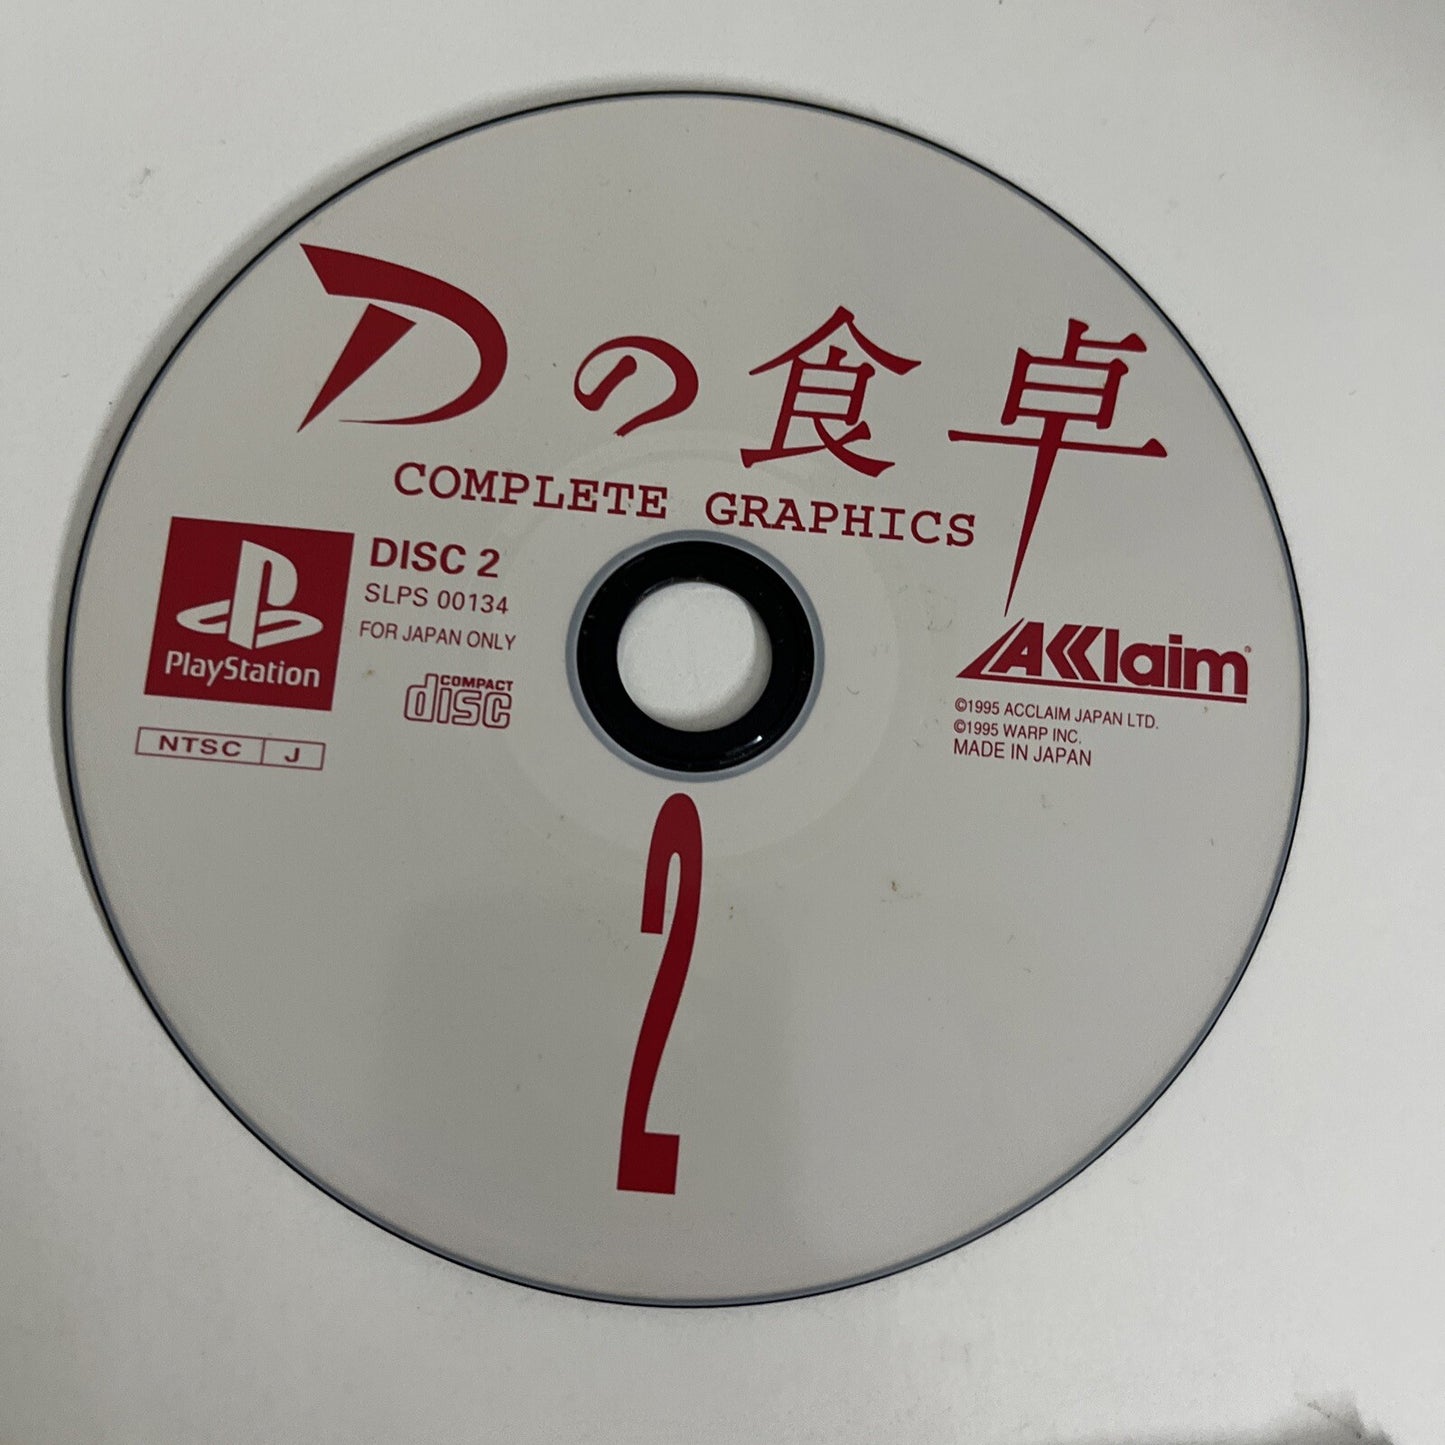 Dの食卓
COMPLETE GRAPHICS
PlayStation
NTSC J
DISC 2
SLPS 00134
FOR JAPAN ONLY
COMPACT
disc
AKKlaim
©1995 ACCLAIM JAPAN LTD.
©1995 WARP INC.
MADE IN JAPAN
2